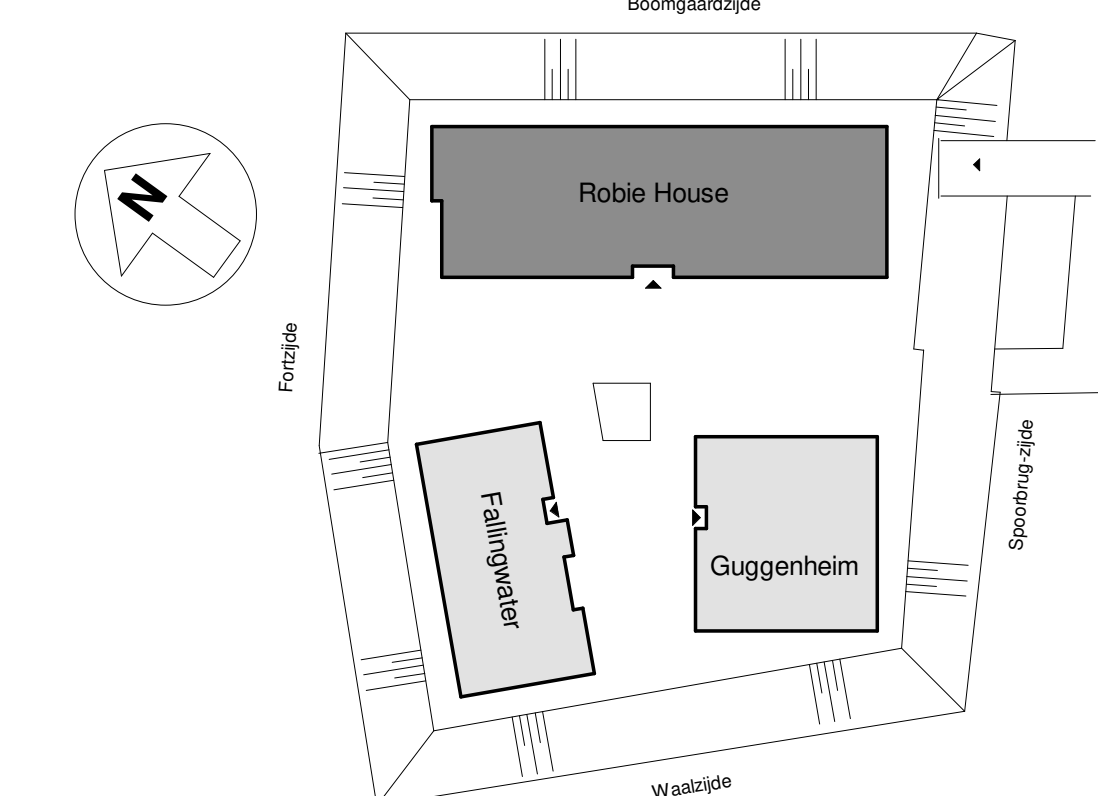 Boomgaardzijde
N
Robie House
Fortzijde
Fallingwater
Guggenheim
Spoorbrug-zijde
Waalzijde